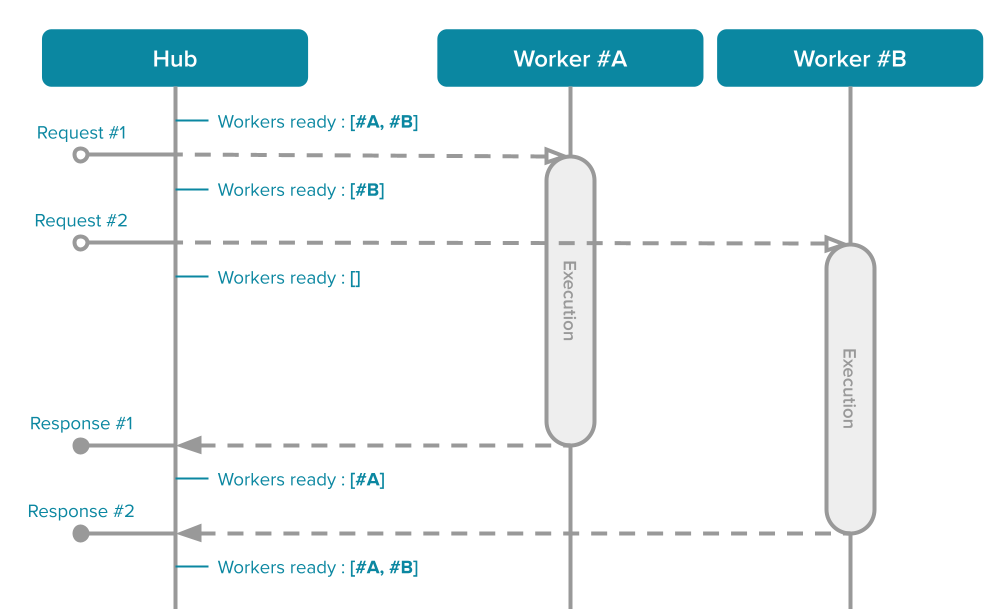 Hub
Worker #A
Worker #B
Workers ready : [#A, #B]
Request #1
Workers ready : [#B]
Request #2
Workers ready : []
Execution
Execution
Response #1
Workers ready : [#A]
Response #2
Workers ready : [#A, #B]